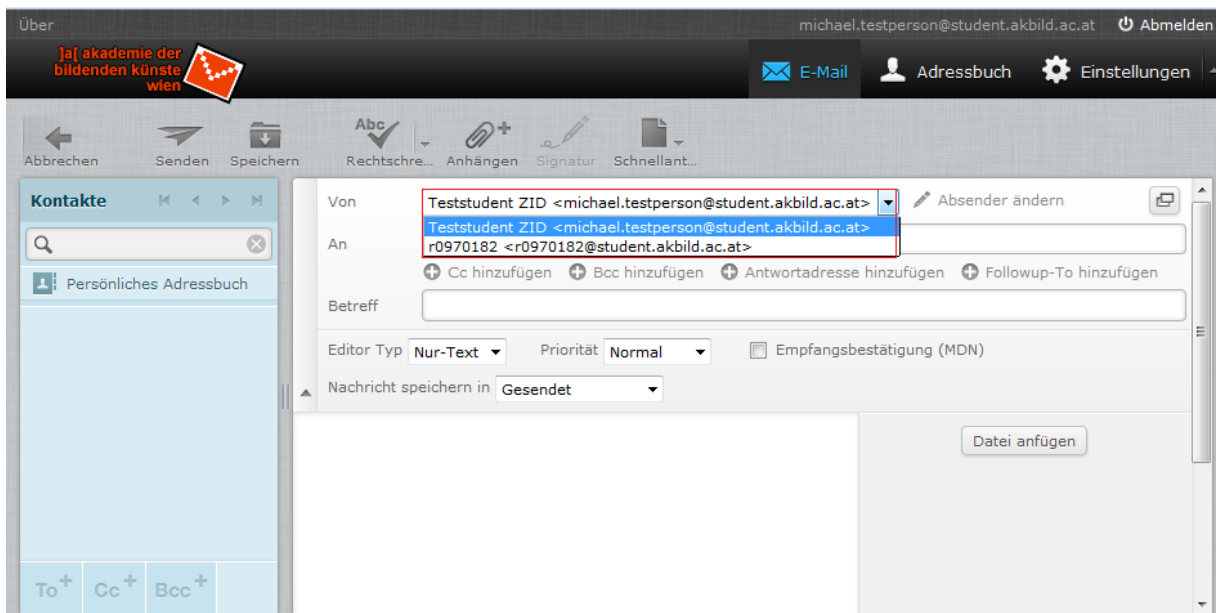 Über michael.testperson@student.akbild.ac.at Abmelden
]a[ akademie der
bildenden künste
wien
E-Mail Adressbuch Einstellungen
Abbrechen Senden Speichern Abc Rechtschre... Anhängen Signatur Schnellant...
Kontakte
Persönliches Adressbuch
To+ Cc+ Bcc+
Von Teststudent ZID <michael.testperson@student.akbild.ac.at> Absender ändern
Teststudent ZID <michael.testperson@student.akbild.ac.at>
An r0970182 <r0970182@student.akbild.ac.at>
Cc hinzufügen Bcc hinzufügen Antwortadresse hinzufügen Followup-To hinzufügen
Betreff
Editor Typ Nur-Text Priorität Normal Empfangsbestätigung (MDN)
Nachricht speichern in Gesendet
Datei anfügen